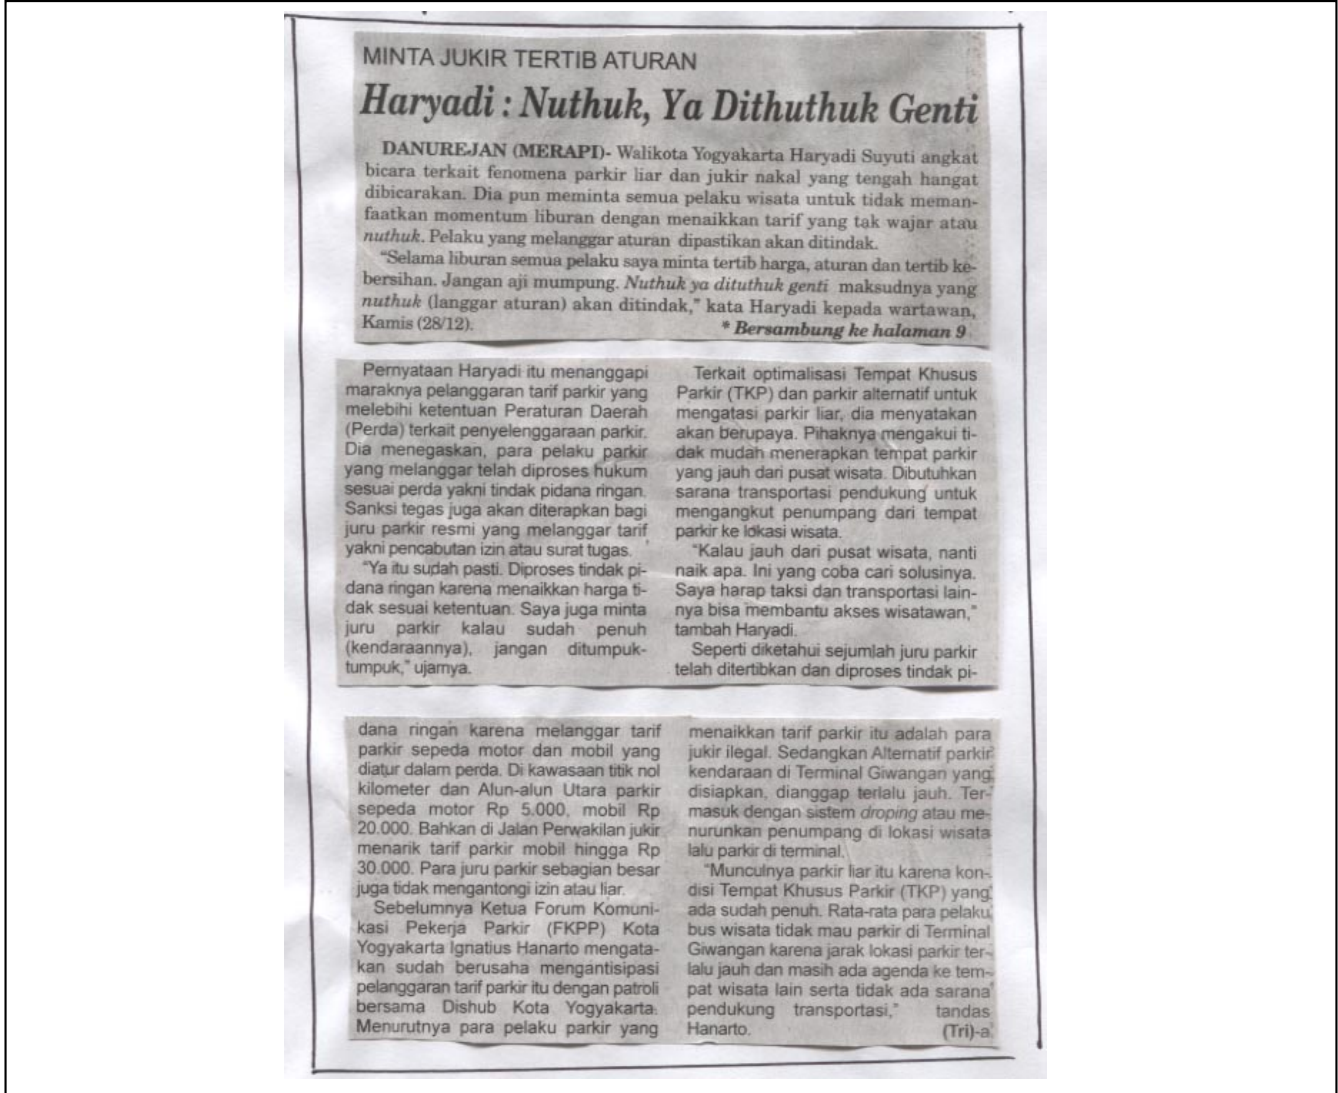 MINTA JUKIR TERTIB ATURAN
Haryadi : Nuthuk, Ya Dithuthuk Genti
DANUREJAN (MERAPI)- Walikota Yogyakarta Haryadi Suyuti angkat
bicara terkait fenomena parkir liar dan jukir nakal yang tengah hangat
dibicarakan. Dia pun meminta semua pelaku wisata untuk tidak meman-
faatkan momentum liburan dengan menaikkan tarif yang tak wajar atau
nuthuk. Pelaku yang melanggar aturan dipastikan akan ditindak.
"Selama liburan semua pelaku saya minta tertib harga, aturan dan tertib ke-
bersihan. Jangan aji mumpung. Nuthuk ya dituthuk genti maksudnya yang
nuthuk (langgar aturan) akan ditindak," kata Haryadi kepada wartawan,
Kamis (28/12). * Bersambung ke halaman 9
Pernyataan Haryadi itu menanggapi
maraknya pelanggaran tarif parkir yang
melebihi ketentuan Peraturan Daerah
(Perda) terkait penyelenggaraan parkir.
Dia menegaskan, para pelaku parkir
yang melanggar telah diproses hukum
sesuai perda yakni tindak pidana ringan.
Sanksi tegas juga akan diterapkan bagi
juru parkir resmi yang melanggar tarif
yakni pencabutan izin atau surat tugas.
"Ya itu sudah pasti. Diproses tindak pi-
dana ringan karena menaikkan harga ti-
dak sesuai ketentuan. Saya juga minta
juru parkir kalau sudah penuh
(kendaraannya), jangan ditumpuk-
tumpuk," ujarnya.
Terkait optimalisasi Tempat Khusus
Parkir (TKP) dan parkir alternatif untuk
mengatasi parkir liar, dia menyatakan
akan berupaya. Pihaknya mengakui ti-
dak mudah menerapkan tempat parkir
yang jauh dari pusat wisata. Dibutuhkan
sarana transportasi pendukung untuk
mengangkut penumpang dari tempat
parkir ke lokasi wisata.
"Kalau jauh dari pusat wisata, nanti
naik apa. Ini yang coba cari solusinya.
Saya harap taksi dan transportasi lain-
nya bisa membantu akses wisatawan,"
tambah Haryadi.
Seperti diketahui sejumlah juru parkir
telah ditertibkan dan diproses tindak pi-
dana ringan karena melanggar tarif
parkir sepeda motor dan mobil yang
diatur dalam perda. Di kawasaan titik nol
kilometer dan Alun-alun Utara parkir
sepeda motor Rp 5.000, mobil Rp
20.000. Bahkan di Jalan Perwakilan jukir
menarik tarif parkir mobil hingga Rp
30.000. Para juru parkir sebagian besar
juga tidak mengantongi izin atau liar.
Sebelumnya Ketua Forum Komuni-
kasi Pekerja Parkir (FKPP) Kota
Yogyakarta Ignatius Hanarto mengata-
kan sudah berusaha mengantisipasi
pelanggaran tarif parkir itu dengan patroli
bersama Dishub Kota Yogyakarta.
Menurutnya para pelaku parkir yang
menaikkan tarif parkir itu adalah para
jukir ilegal. Sedangkan Alternatif parkir
kendaraan di Terminal Giwangan yang
disiapkan, dianggap terlalu jauh. Ter-
masuk dengan sistem droping atau me-
nurunkan penumpang di lokasi wisata
lalu parkir di terminal.
"Munculnya parkir liar itu karena kon-
disi Tempat Khusus Parkir (TKP) yang
ada sudah penuh. Rata-rata para pelaku
bus wisata tidak mau parkir di Terminal
Giwangan karena jarak lokasi parkir ter-
lalu jauh dan masih ada agenda ke tem-
pat wisata lain serta tidak ada sarana
pendukung transportasi," tandas
Hanarto. (Tri)-a